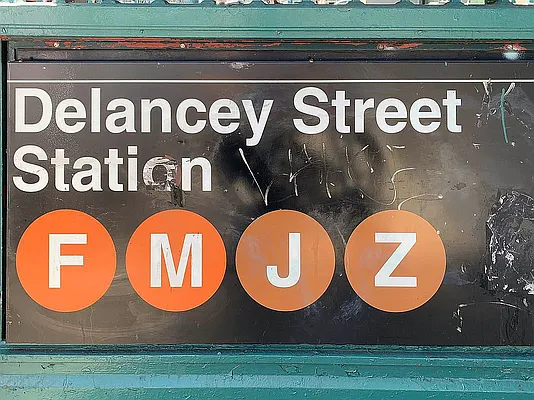 Delancey Street
Station
F M J Z